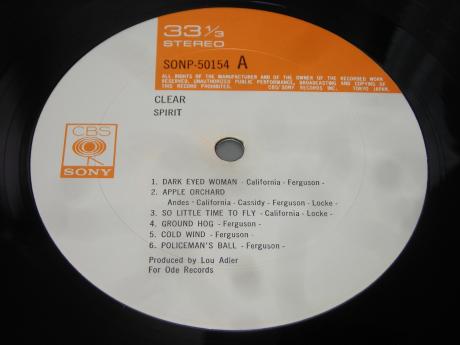 33 1/3
STEREO
SONP-50154 A
ALL RIGHTS OF THE MANUFACTURER AND OF THE OWNER OF THE RECORDED WORK
RESERVED. UNAUTHORIZED PUBLIC PERFORMANCE, BROADCASTING AND COPYING OF
THIS RECORD PROHIBITED. CBS/SONY RECORDS INC. TOKYO JAPAN.
CLEAR
SPIRIT
CBS
SONY
1. DARK EYED WOMAN - California - Ferguson -
2. APPLE ORCHARD
Andes - California - Cassidy - Ferguson - Locke -
3. SO LITTLE TIME TO FLY - California - Locke -
4. GROUND HOG - Ferguson -
5. COLD WIND - Ferguson -
6. POLICEMAN'S BALL - Ferguson -
Produced by Lou Adler
For Ode Records